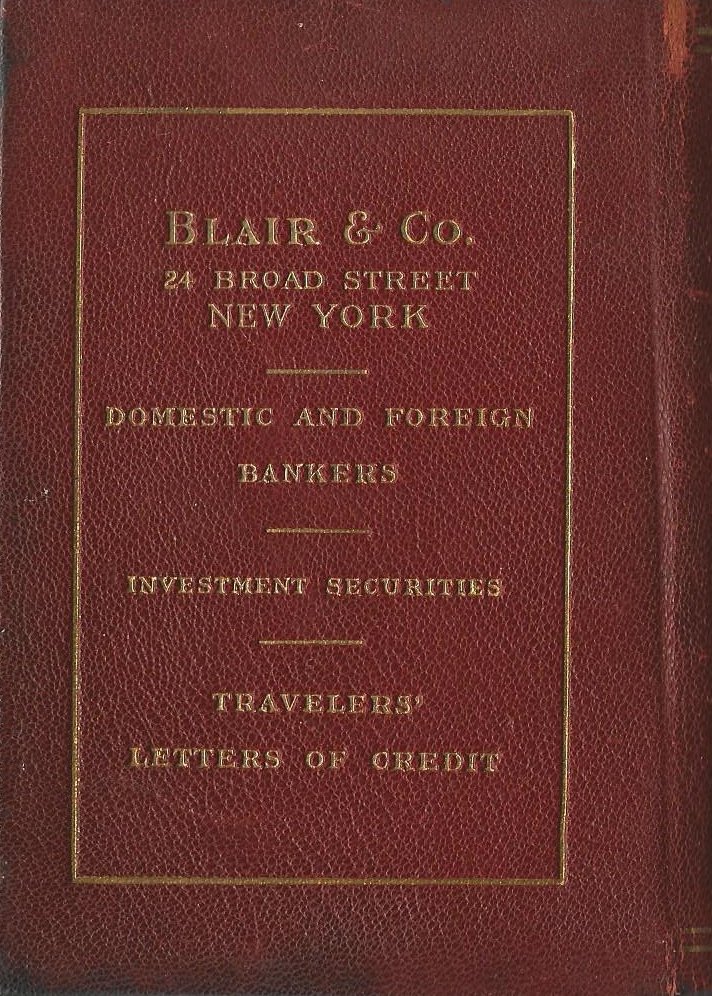 BLAIR & CO.
24 BROAD STREET
NEW YORK
DOMESTIC AND FOREIGN
BANKERS
INVESTMENT SECURITIES
TRAVELERS'
LETTERS OF CREDIT